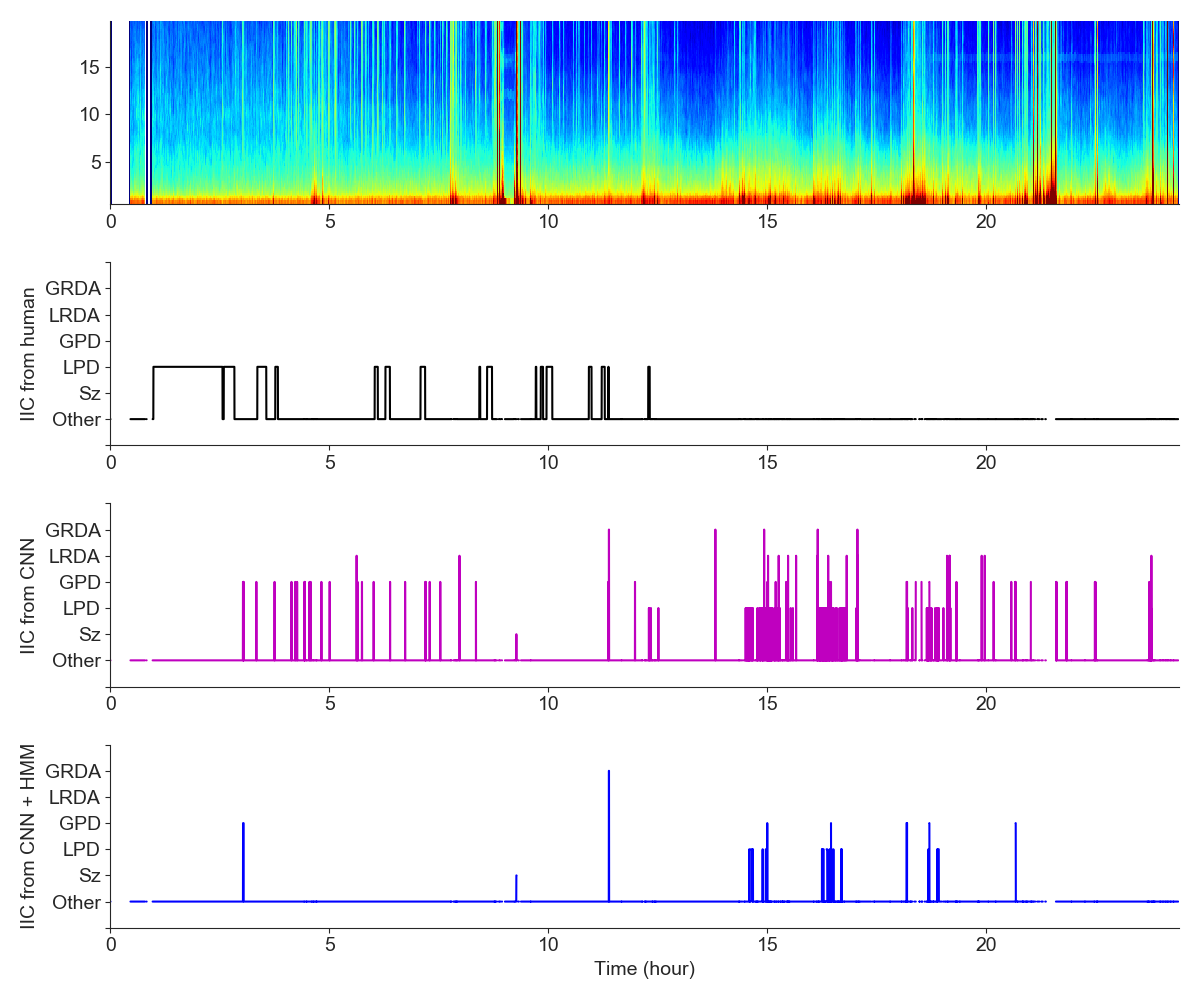 15
10
5
0 5 10 15 20
IIC from human
GRDA
LRDA
GPD
LPD
Sz
Other
0 5 10 15 20
IIC from CNN
GRDA
LRDA
GPD
LPD
Sz
Other
0 5 10 15 20
IIC from CNN + HMM
GRDA
LRDA
GPD
LPD
Sz
Other
0 5 10 15 20
Time (hour)